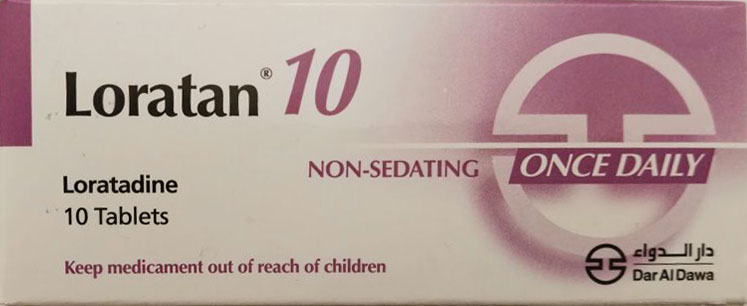 Loratan® 10
NON-SEDATING
ONCE DAILY
Loratadine
10 Tablets
Keep medicament out of reach of children
دار الـدواء
Dar Al Dawa